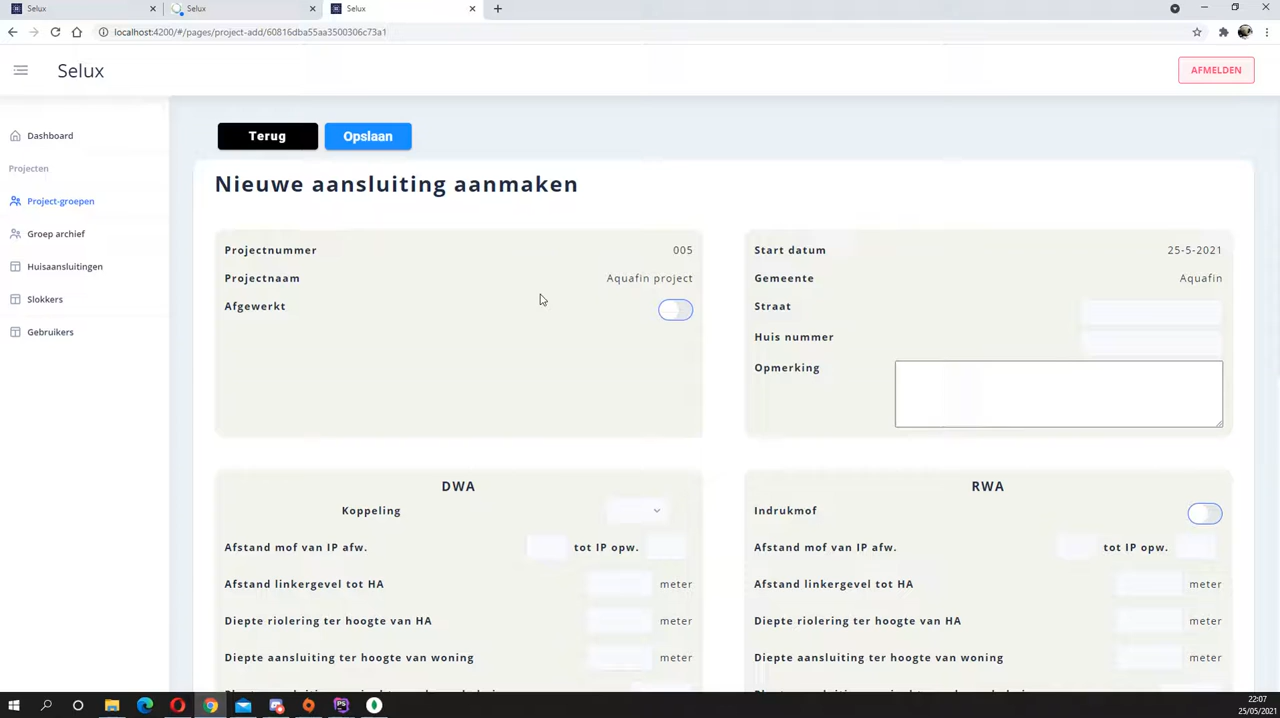 Selux
Selux
Selux
localhost:4200/#/pages/project-add/60816dba55aa3500306c73a1
Selux
AFMELDEN
Dashboard
Projecten
Project-groepen
Groep archief
Huisaansluitingen
Slokkers
Gebruikers
Terug
Opslaan
Nieuwe aansluiting aanmaken
Projectnummer 005
Projectnaam Aquafin project
Afgewerkt
Start datum 25-5-2021
Gemeente Aquafin
Straat
Huis nummer
Opmerking
DWA
Koppeling
Afstand mof van IP afw. tot IP opw.
Afstand linkergevel tot HA meter
Diepte riolering ter hoogte van HA meter
Diepte aansluiting ter hoogte van woning meter
RWA
Indrukmof
Afstand mof van IP afw. tot IP opw.
Afstand linkergevel tot HA meter
Diepte riolering ter hoogte van HA meter
Diepte aansluiting ter hoogte van woning meter
22:07
25/05/2021